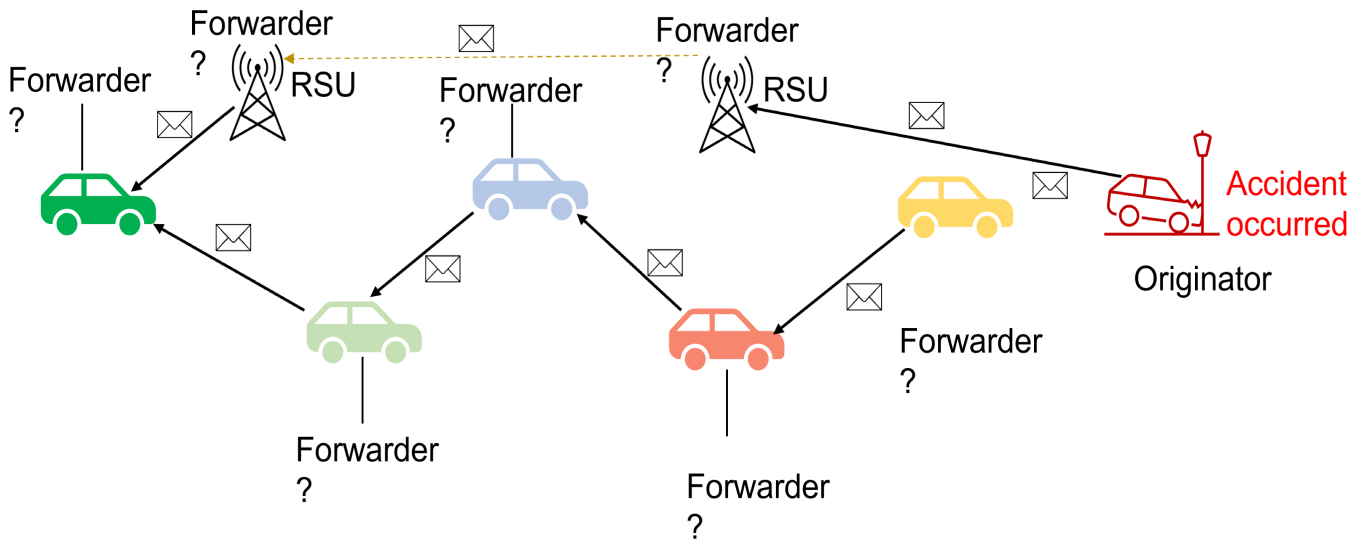 Forwarder
?
RSU
Forwarder
?
RSU
Forwarder
?
Forwarder
?
Accident
occurred
Originator
Forwarder
?
Forwarder
?
Forwarder
?